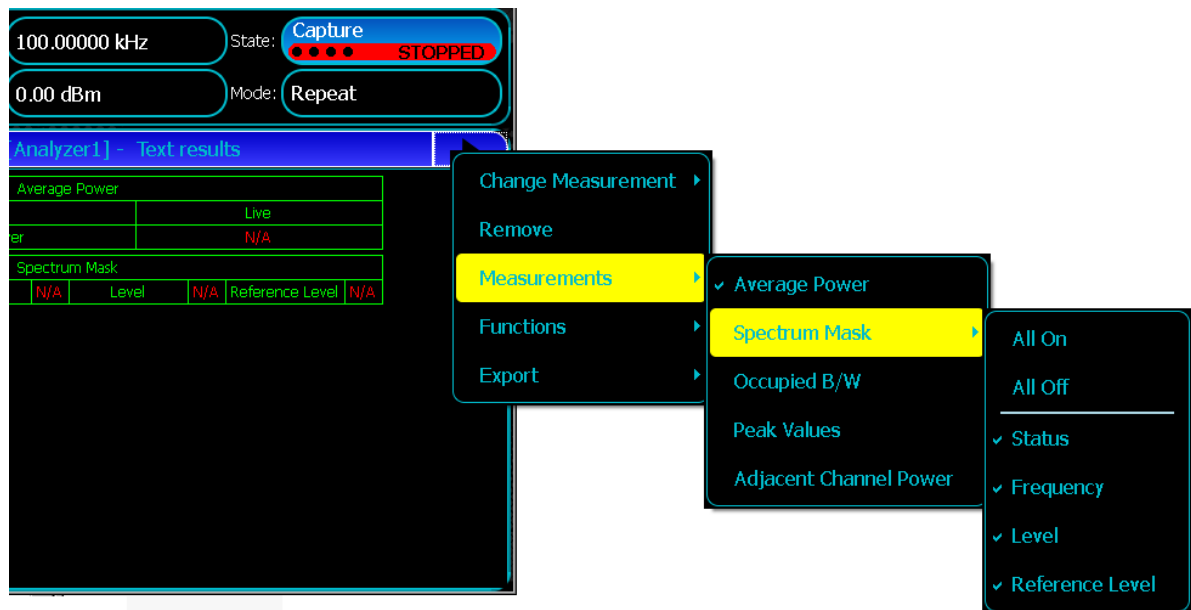 100.00000 kHz State: Capture
STOPPED
0.00 dBm Mode: Repeat
[Analyzer1] - Text results
Average Power
Live
er N/A
Spectrum Mask
N/A Level N/A Reference Level N/A
Change Measurement
Remove
Measurements
Functions
Export
Average Power
Spectrum Mask
Occupied B/W
Peak Values
Adjacent Channel Power
All On
All Off
Status
Frequency
Level
Reference Level